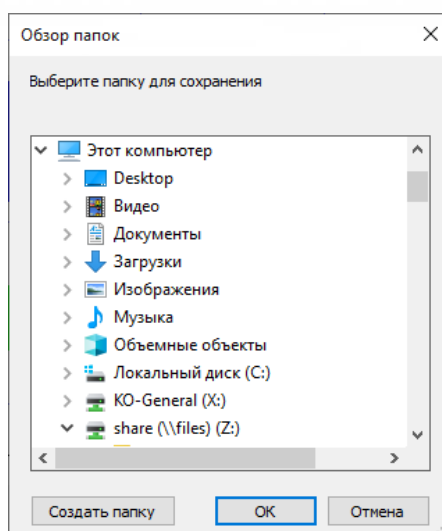 Обзор папок
Выберите папку для сохранения
Этот компьютер
Desktop
Видео
Документы
Загрузки
Изображения
Музыка
Объемные объекты
Локальный диск (C:)
KO-General (X:)
share (\\files) (Z:)
Создать папку
OK
Отмена